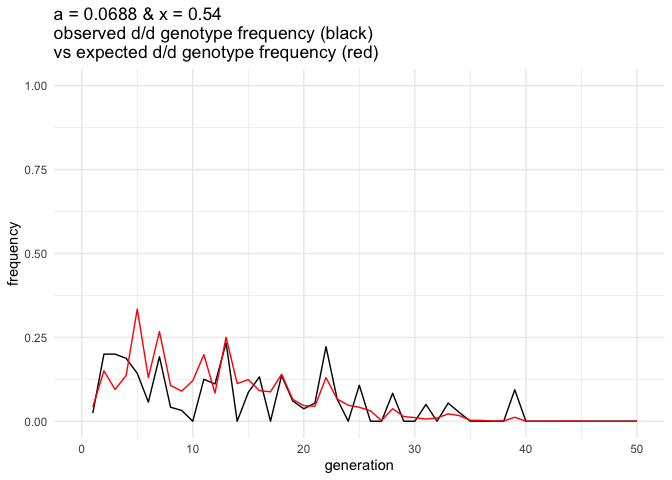 a = 0.0688 & x = 0.54
observed d/d genotype frequency (black)
vs expected d/d genotype frequency (red)
1.00
0.75
0.50
0.25
0.00
frequency
0 10 20 30 40 50
generation